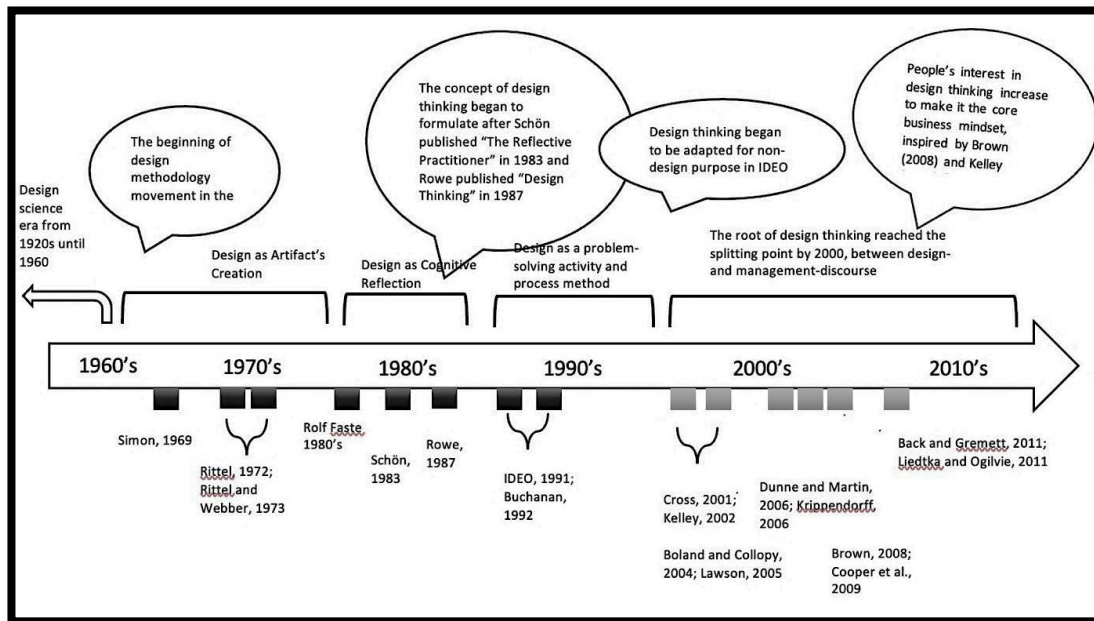 Design
science
era from
1920s until
1960
The beginning of
design
methodology
movement in the
The concept of design
thinking began to
formulate after Schön
published “The Reflective
Practitioner” in 1983 and
Rowe published “Design
Thinking” in 1987
Design thinking began
to be adapted for non-
design purpose in IDEO
People’s interest in
design thinking increase
to make it the core
business mindset,
inspired by Brown
(2008) and Kelley
Design as Artifact’s
Creation
Design as Cognitive
Reflection
Design as a problem-
solving activity and
process method
The root of design thinking reached the
splitting point by 2000, between design-
and management-discourse
1960’s
1970’s
1980’s
1990’s
2000’s
2010’s
Simon, 1969
Rittel, 1972;
Rittel and
Webber, 1973
Rolf Faste
1980’s
Schön,
1983
Rowe,
1987
IDEO, 1991;
Buchanan,
1992
Cross, 2001;
Kelley, 2002
Boland and Collopy,
2004; Lawson, 2005
Dunne and Martin,
2006; Krippendorff,
2006
Brown, 2008;
Cooper et al.,
2009
Back and Gremett, 2011;
Liedtka and Ogilvie, 2011